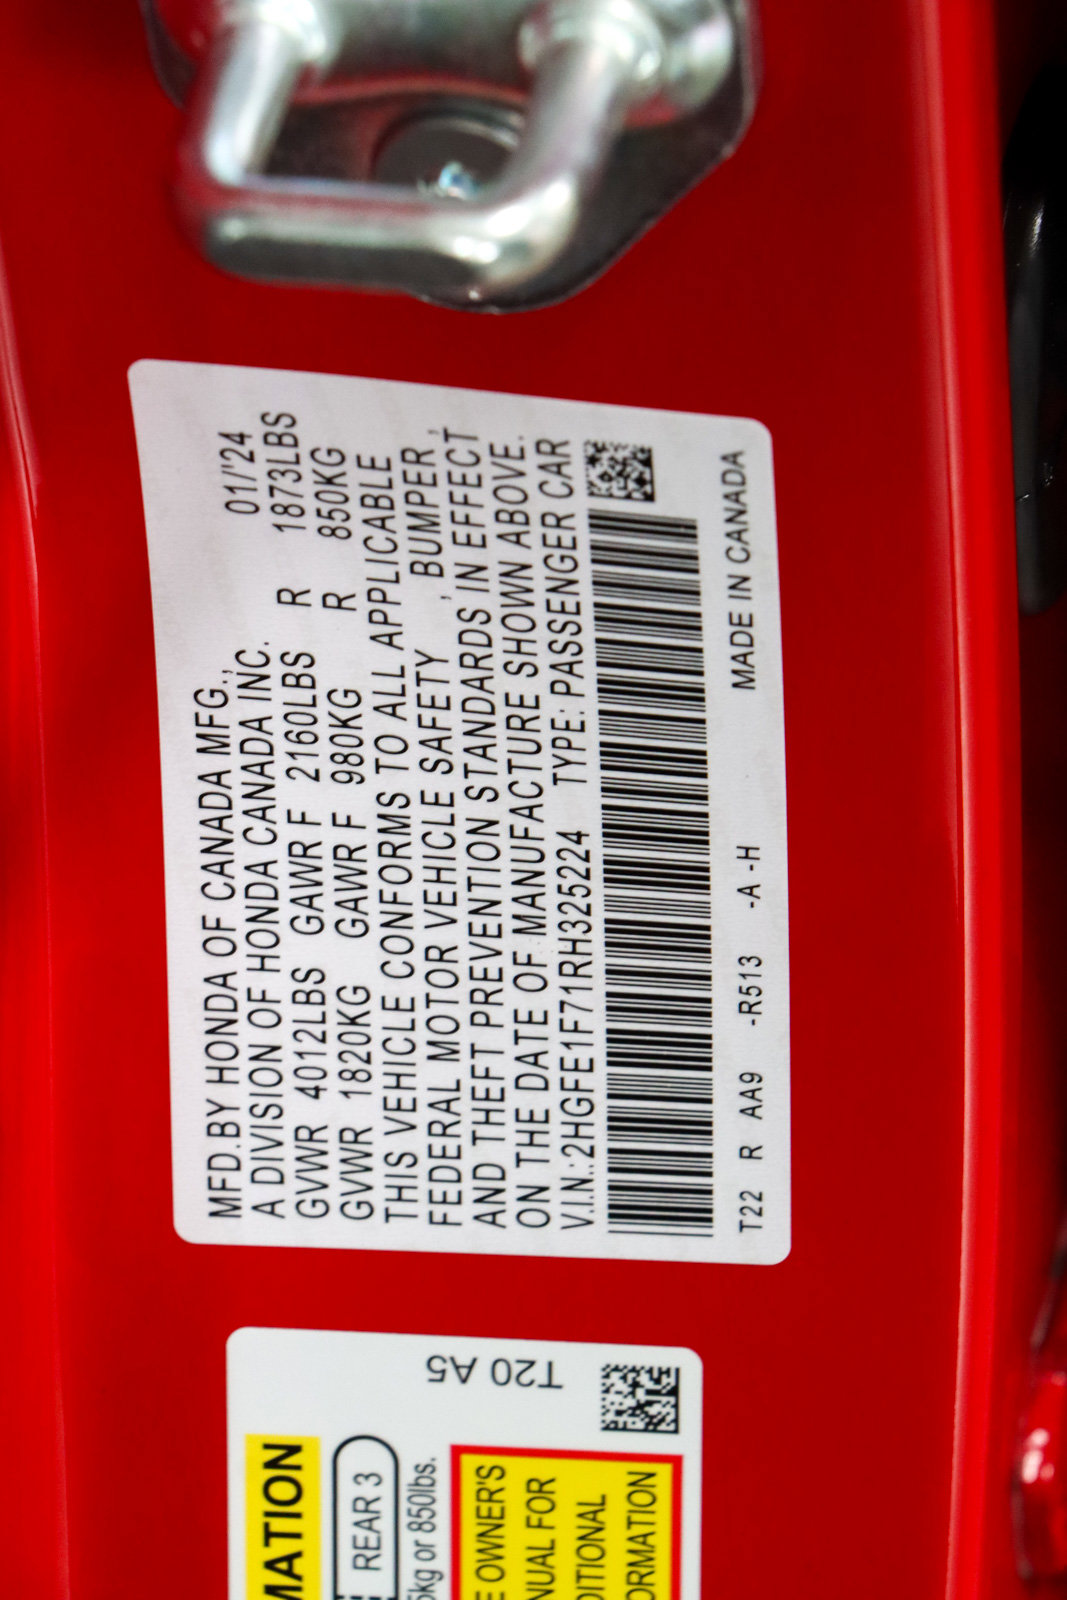 MFD.BY HONDA OF CANADA MFG., 01/'24
A DIVISION OF HONDA CANADA INC.
GVWR 4012LBS GAWR F 2160LBS R 1873LBS
GVWR 1820KG GAWR F 980KG R 850KG
THIS VEHICLE CONFORMS TO ALL APPLICABLE
FEDERAL MOTOR VEHICLE SAFETY , BUMPER ,
AND THEFT PREVENTION STANDARDS IN EFFECT
ON THE DATE OF MANUFACTURE SHOWN ABOVE.
V.I.N.:2HGFE1F71RH325224 TYPE: PASSENGER CAR
MADE IN CANADA
T22 R AA9 -R513 -A -H
T20 A5
MATION
REAR 3
5kg or 850lbs.
E OWNER'S
NUAL FOR
DITIONAL
ORMATION